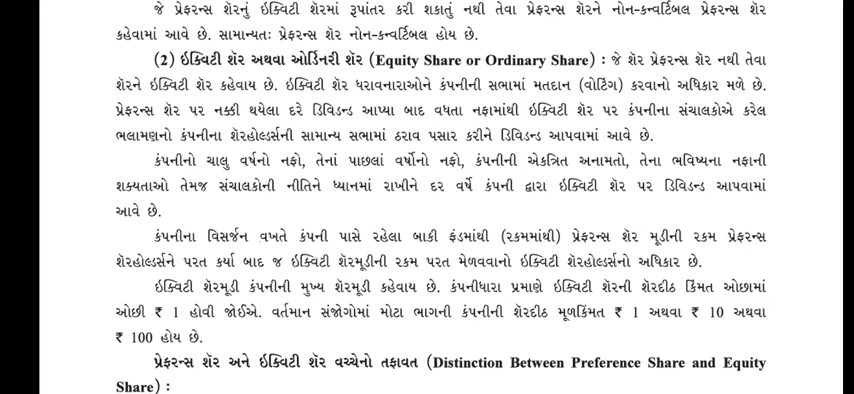 જે પ્રેફરન્સ શૅરનું ઇક્વિટી શૅરમાં રૂપાંતર કરી શકાતું નથી તેવા પ્રેફરન્સ શૅરને નોન-કન્વર્ટિબલ પ્રેફરન્સ શૅર
કહેવામાં આવે છે. સામાન્યતઃ પ્રેફરન્સ શૅર નોન-કન્વર્ટિબલ હોય છે.
(2) ઇક્વિટી શૅર અથવા ઓર્ડિનરી શૅર (Equity Share or Ordinary Share) : જે શૅર પ્રેફરન્સ શૅર નથી તેવા
શૅરને ઇક્વિટી શૅર કહેવાય છે. ઇક્વિટી શૅર ધરાવનારાઓને કંપનીની સભામાં મતદાન (વોટિંગ) કરવાનો અધિકાર મળે છે.
પ્રેફરન્સ શૅર પર નક્કી થયેલા દરે ડિવિડન્ડ આપ્યા બાદ વધતા નફામાંથી ઇક્વિટી શૅર પર કંપનીના સંચાલકોએ કરેલ
ભલામણનો કંપનીના શૅરહોલ્ડર્સની સામાન્ય સભામાં ઠરાવ પસાર કરીને ડિવિડન્ડ આપવામાં આવે છે.
કંપનીનો ચાલુ વર્ષનો નફો, તેનાં પાછલાં વર્ષોનો નફો, કંપનીની એકત્રિત અનામતો, તેના ભવિષ્યના નફાની
શક્યતાઓ તેમજ સંચાલકોની નીતિને ધ્યાનમાં રાખીને દર વર્ષે કંપની દ્વારા ઇક્વિટી શૅર પર ડિવિડન્ડ આપવામાં
આવે છે.
કંપનીના વિસર્જન વખતે કંપની પાસે રહેલા બાકી ફંડમાંથી (રકમમાંથી) પ્રેફરન્સ શૅર મૂડીની રકમ પ્રેફરન્સ
શૅરહોલ્ડર્સને પરત કર્યા બાદ જ ઇક્વિટી શૅરમૂડીની રકમ પરત મેળવવાનો ઇક્વિટી શૅરહોલ્ડર્સનો અધિકાર છે.
ઇક્વિટી શૅરમૂડી કંપનીની મુખ્ય શૅરમૂડી કહેવાય છે. કંપનીધારા પ્રમાણે ઇક્વિટી શૅરની શૅરદીઠ કિંમત ઓછામાં
ઓછી ₹ 1 હોવી જોઈએ. વર્તમાન સંજોગોમાં મોટા ભાગની કંપનીની શૅરદીઠ મૂળકિંમત ₹ 1 અથવા ₹ 10 અથવા
₹ 100 હોય છે.
પ્રેફરન્સ શૅર અને ઇક્વિટી શૅર વચ્ચેનો તફાવત (Distinction Between Preference Share and Equity
Share) :